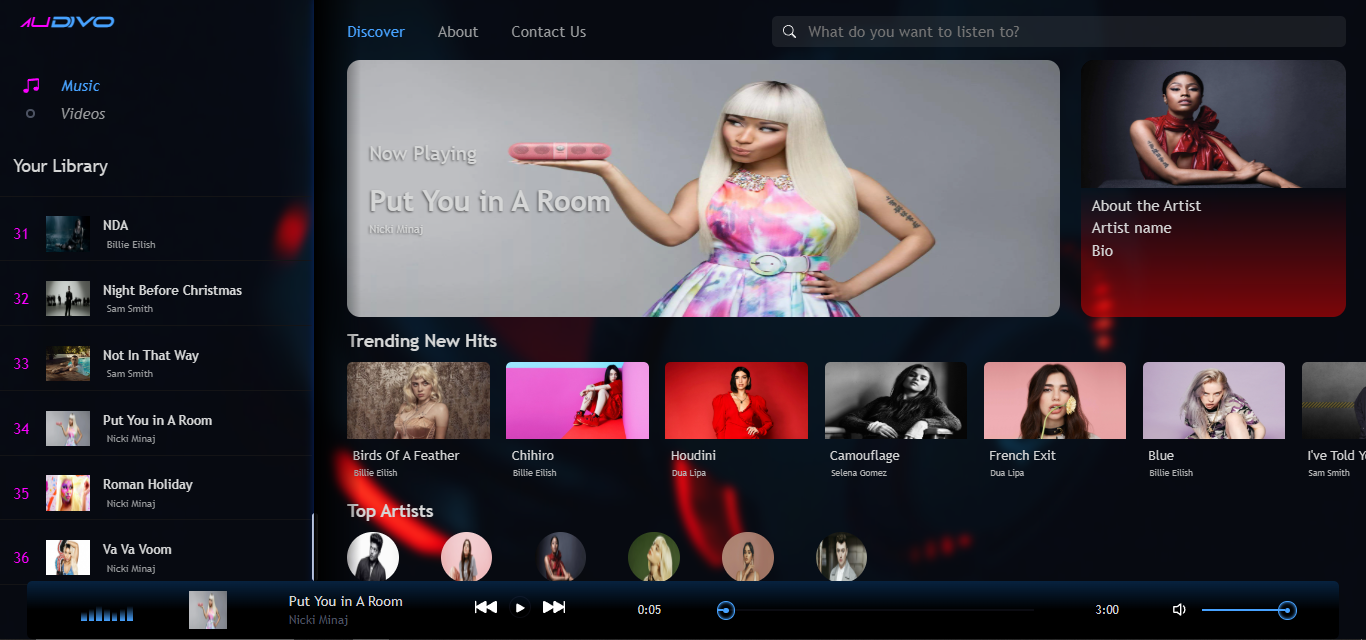 AUDIVO
Music
Videos
Your Library
31
NDA
Billie Eilish
32
Night Before Christmas
Sam Smith
33
Not In That Way
Sam Smith
34
Put You in A Room
Nicki Minaj
35
Roman Holiday
Nicki Minaj
36
Va Va Voom
Nicki Minaj
Discover About Contact Us
What do you want to listen to?
Now Playing
Put You in A Room
Nicki Minaj
About the Artist
Artist name
Bio
Trending New Hits
Birds Of A Feather
Billie Eilish
Chihiro
Billie Eilish
Houdini
Dua Lipa
Camouflage
Selena Gomez
French Exit
Dua Lipa
Blue
Billie Eilish
I've Told Y
Sam Smith
Top Artists
Put You in A Room
Nicki Minaj
0:05
3:00